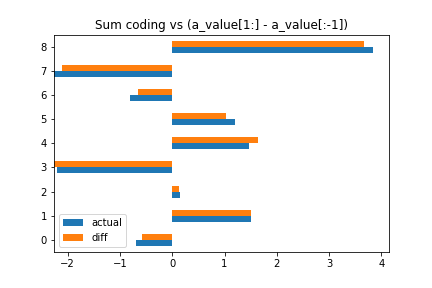 Sum coding vs (a_value[1:] - a_value[:-1])
8
7
6
5
4
3
2
1
0
actual
diff
−2 −1 0 1 2 3 4